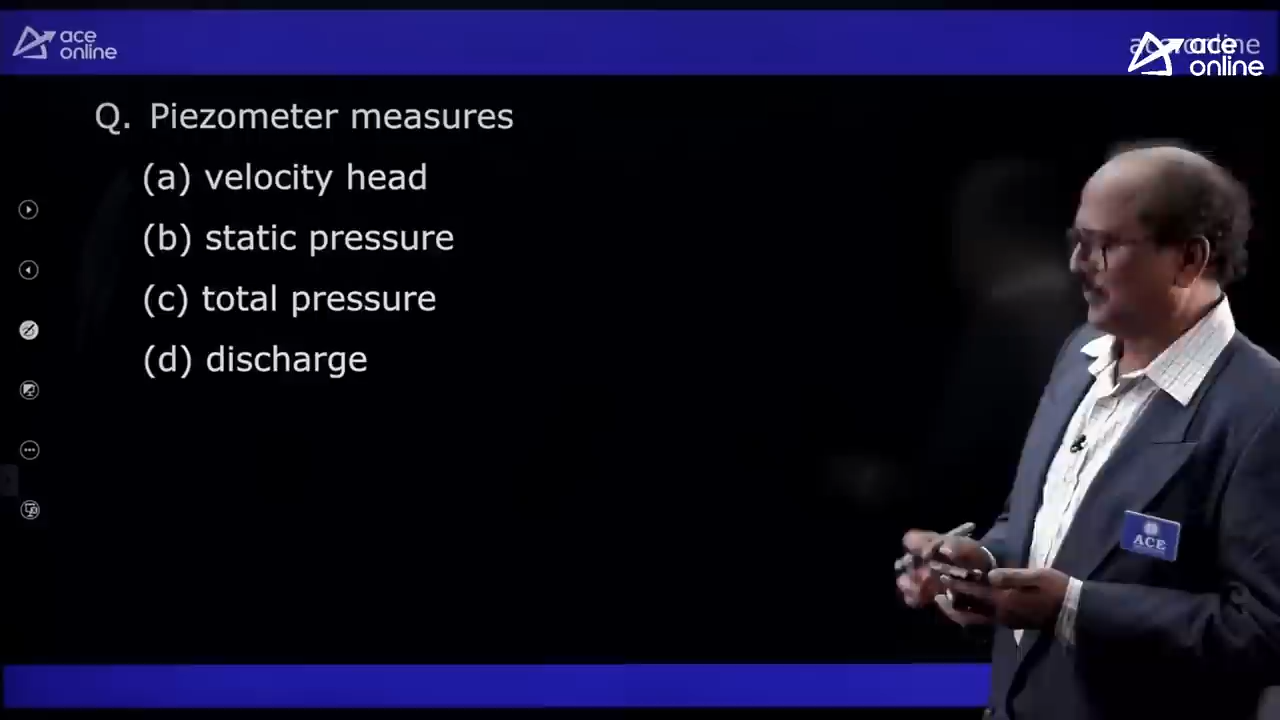 ace
online
ace
online
Q. Piezometer measures
(a) velocity head
(b) static pressure
(c) total pressure
(d) discharge
ACE